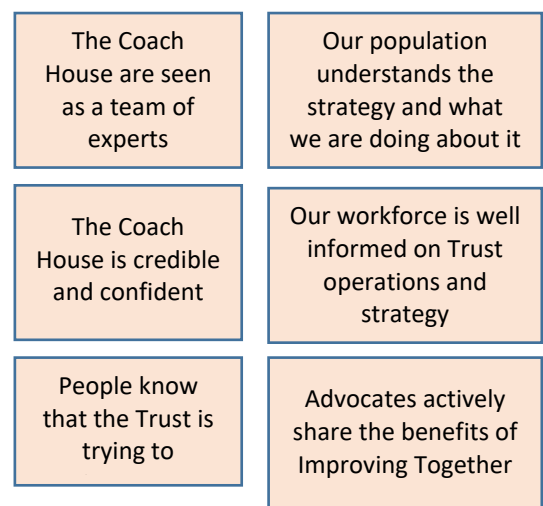 The Coach
House are seen
as a team of
experts
Our population
understands the
strategy and what
we are doing about it
The Coach
House is credible
and confident
Our workforce is well
informed on Trust
operations and
strategy
People know
that the Trust is
trying to
Advocates actively
share the benefits of
Improving Together